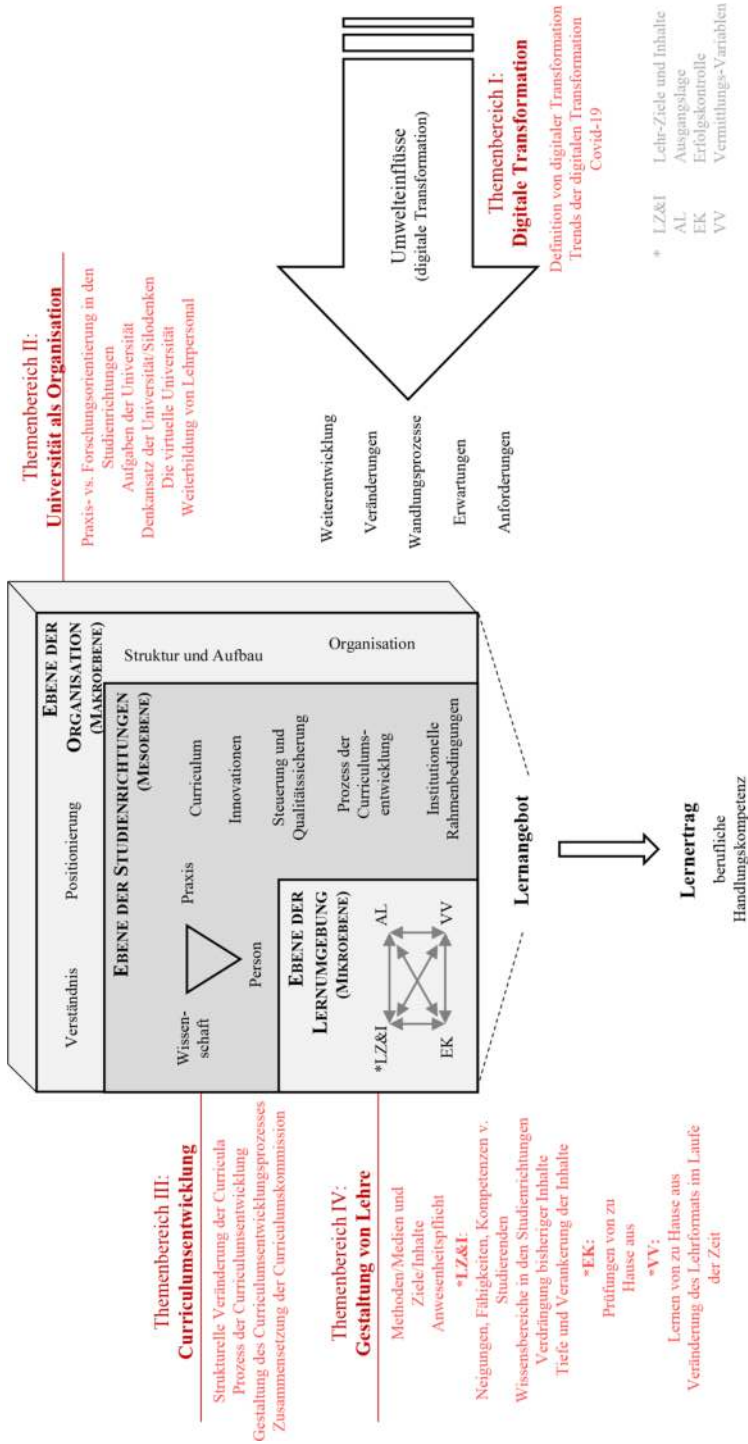 Themenbereich III:
Curriculumsentwicklung
Strukturelle Veränderung der Curricula
Prozess der Curriculumsentwicklung
Gestaltung des Curriculumsentwicklungsprozesses
Zusammensetzung der Curriculumskommission
Themenbereich IV:
Gestaltung von Lehre
Methoden/Medien und
Ziele/Inhalte
Anwesenheitspflicht
*LZ&I:
Neigungen, Fähigkeiten, Kompetenzen v.
Studierenden
Wissensbereiche in den Studienrichtungen
Verdrängung bisheriger Inhalte
Tiefe und Verankerung der Inhalte
*EK:
Prüfungen von zu
Hause aus
*VV:
Lernen von zu Hause aus
Veränderung des Lehrformats im Laufe
der Zeit
Verständnis
Positionierung
EBENE DER
ORGANISATION
(MAKROEBENE)
Struktur und Aufbau
Organisation
EBENE DER STUDIENRICHTUNGEN
(MESOEBENE)
Wissen-
schaft
Praxis
Person
Curriculum
Innovationen
Steuerung und
Qualitätssicherung
Prozess der
Curriculums-
entwicklung
Institutionelle
Rahmenbedingungen
EBENE DER
LERNUMGEBUNG
(MIKROEBENE)
*LZ&I
AL
EK
VV
Lernangebot
Lernertrag
berufliche
Handlungskompetenz
Themenbereich II:
Universität als Organisation
Praxis- vs. Forschungsorientierung in den
Studienrichtungen
Aufgaben der Universität
Denkansatz der Universität/Silodenken
Die virtuelle Universität
Weiterbildung von Lehrpersonal
Weiterentwicklung
Veränderungen
Wandlungsprozesse
Erwartungen
Anforderungen
Umwelteinflüsse
(digitale Transformation)
Themenbereich I:
Digitale Transformation
Definition von digitaler Transformation
Trends der digitalen Transformation
Covid-19
* LZ&I Lehr-Ziele und Inhalte
AL Ausgangslage
EK Erfolgskontrolle
VV Vermittlungs-Variablen